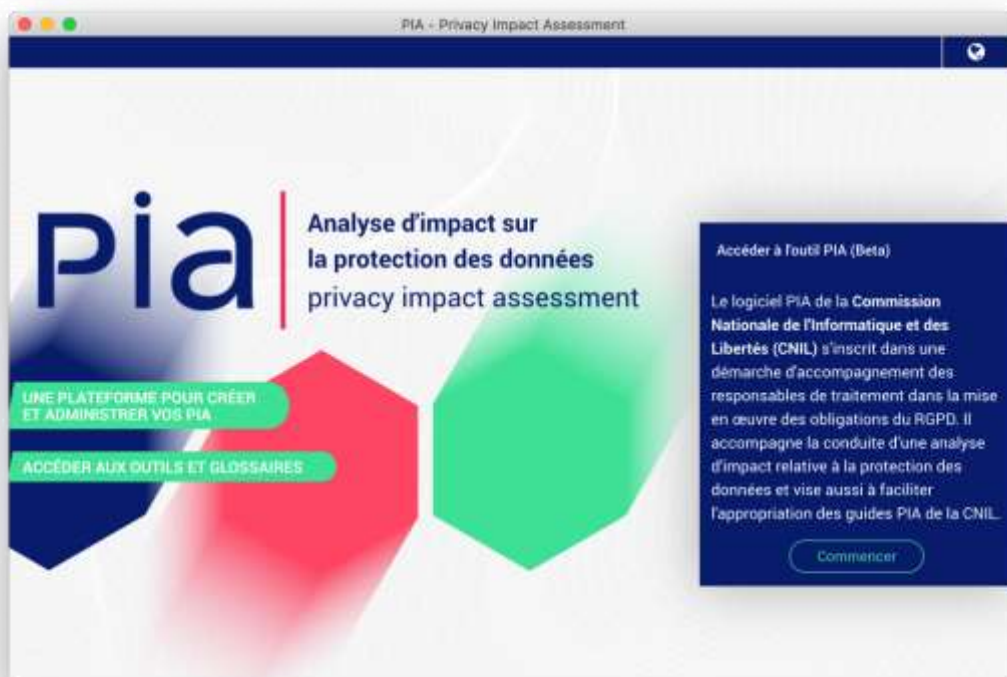 PIA - Privacy Impact Assessment
pia
Analyse d'impact sur
la protection des données
privacy impact assessment
UNE PLATEFORME POUR CRÉER
ET ADMINISTRER VOS PIA
ACCÉDER AUX OUTILS ET GLOSSAIRES
Accéder à l'outil PIA (Beta)
Le logiciel PIA de la Commission
Nationale de l'Informatique et des
Libertés (CNIL) s'inscrit dans une
démarche d'accompagnement des
responsables de traitement dans la mise
en œuvre des obligations du RGPD. Il
accompagne la conduite d'une analyse
d'impact relative à la protection des
données et vise aussi à faciliter
l'appropriation des guides PIA de la CNIL.
Commencer